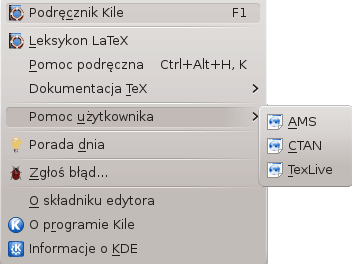 Podręcznik Kile F1
Leksykon LaTeX
Pomoc podręczna Ctrl+Alt+H, K
Dokumentacja TeX
Pomoc użytkownika
AMS
CTAN
TexLive
Porada dnia
Zgłoś błąd...
O składniku edytora
O programie Kile
Informacje o KDE